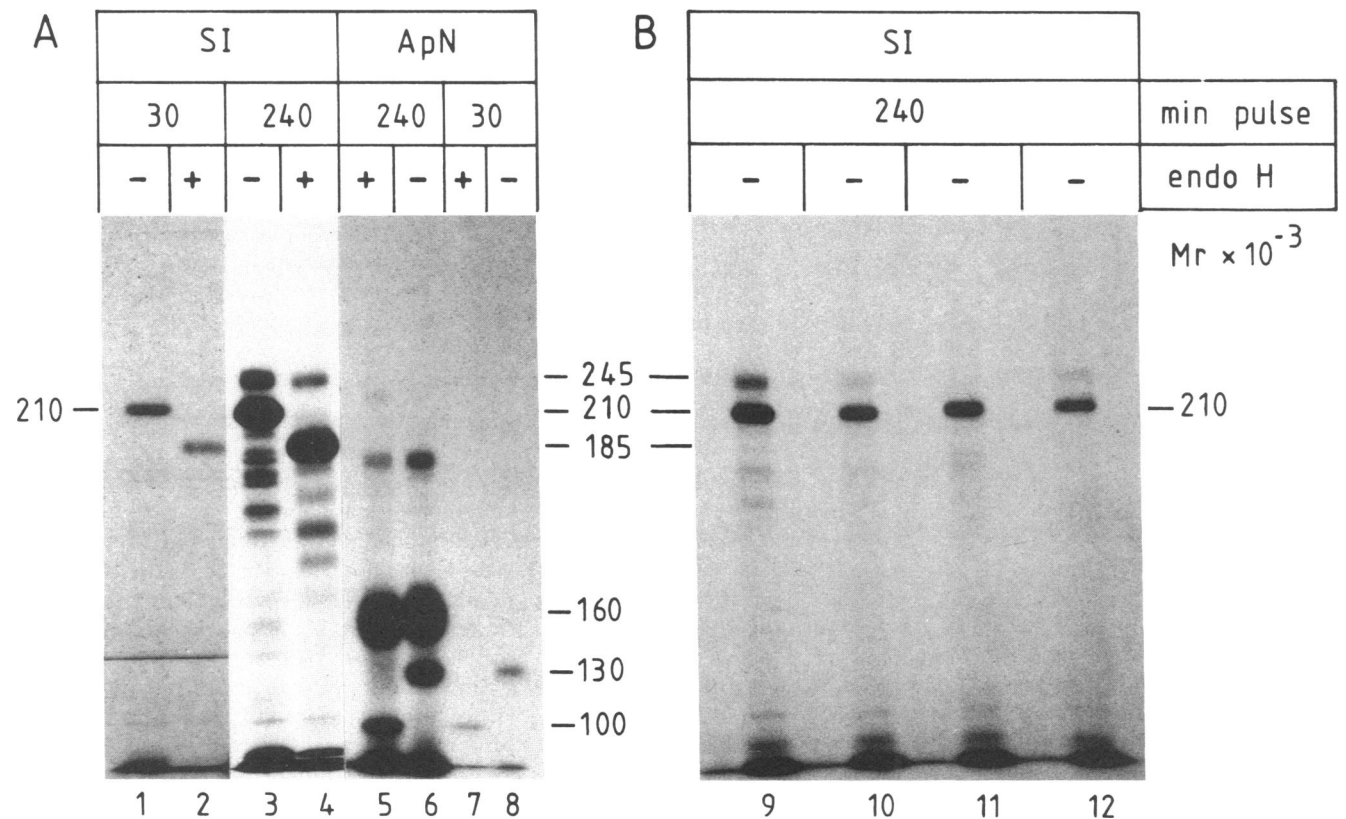 A
SI ApN
30 240 240 30
- + - + + - + -
B
SI
240 min pulse
- - - - endo H
Mr × 10⁻³
245
210 210 210
185
160
130
100
1 2 3 4 5 6 7 8
9 10 11 12